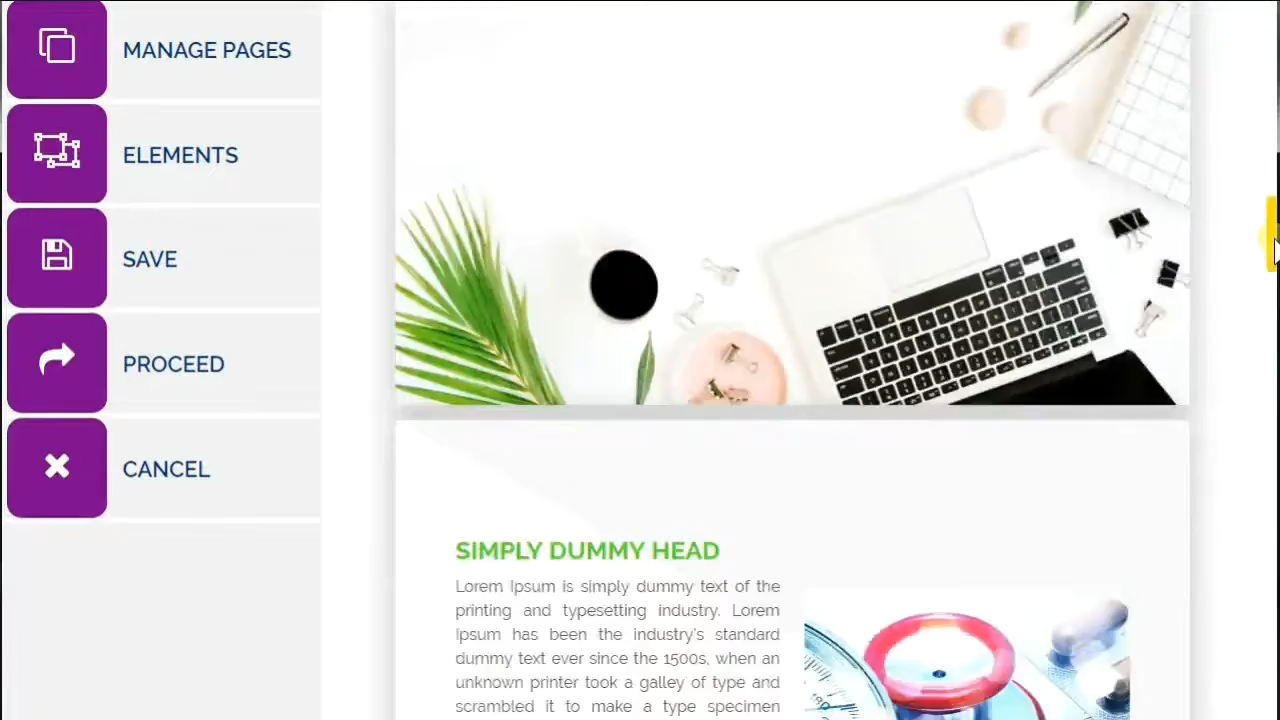 MANAGE PAGES
ELEMENTS
SAVE
PROCEED
CANCEL
SIMPLY DUMMY HEAD
Lorem Ipsum is simply dummy text of the
printing and typesetting industry. Lorem
Ipsum has been the industry's standard
dummy text ever since the 1500s, when an
unknown printer took a galley of type and
scrambled it to make a type specimen